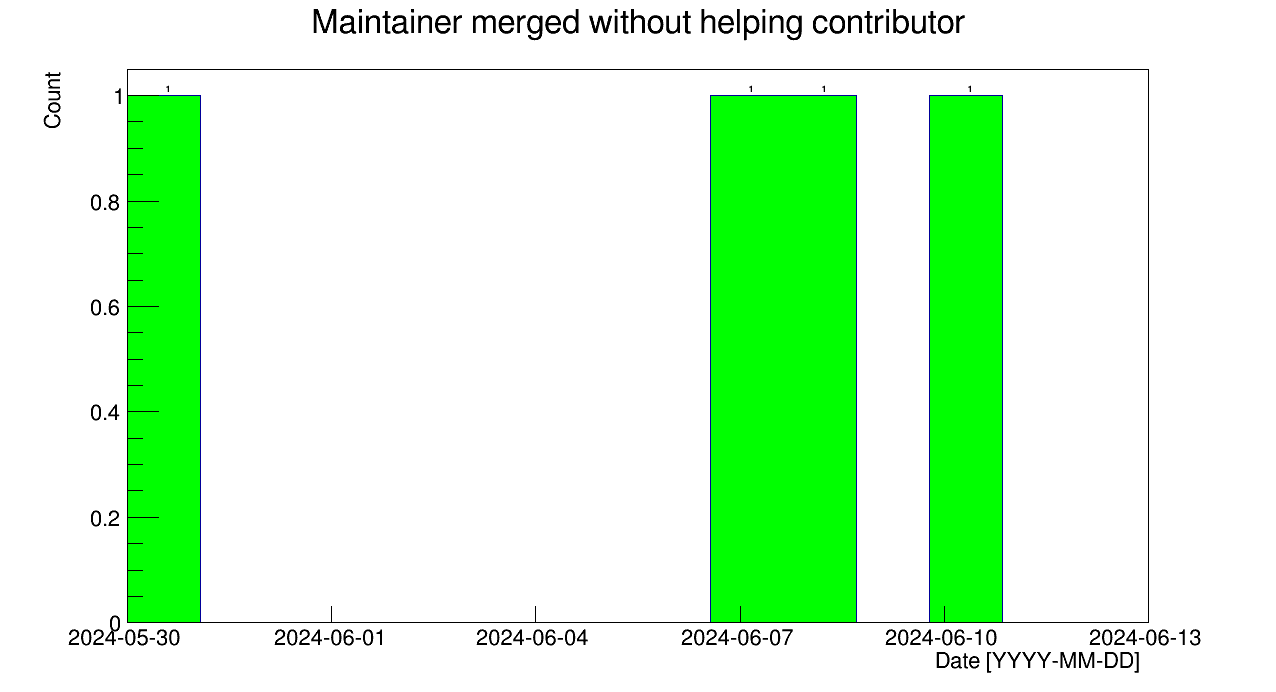 Maintainer merged without helping contributor
Count
1 1 1 1
1
0.8
0.6
0.4
0.2
0
2024-05-30 2024-06-01 2024-06-04 2024-06-07 2024-06-10 2024-06-13
Date [YYYY-MM-DD]